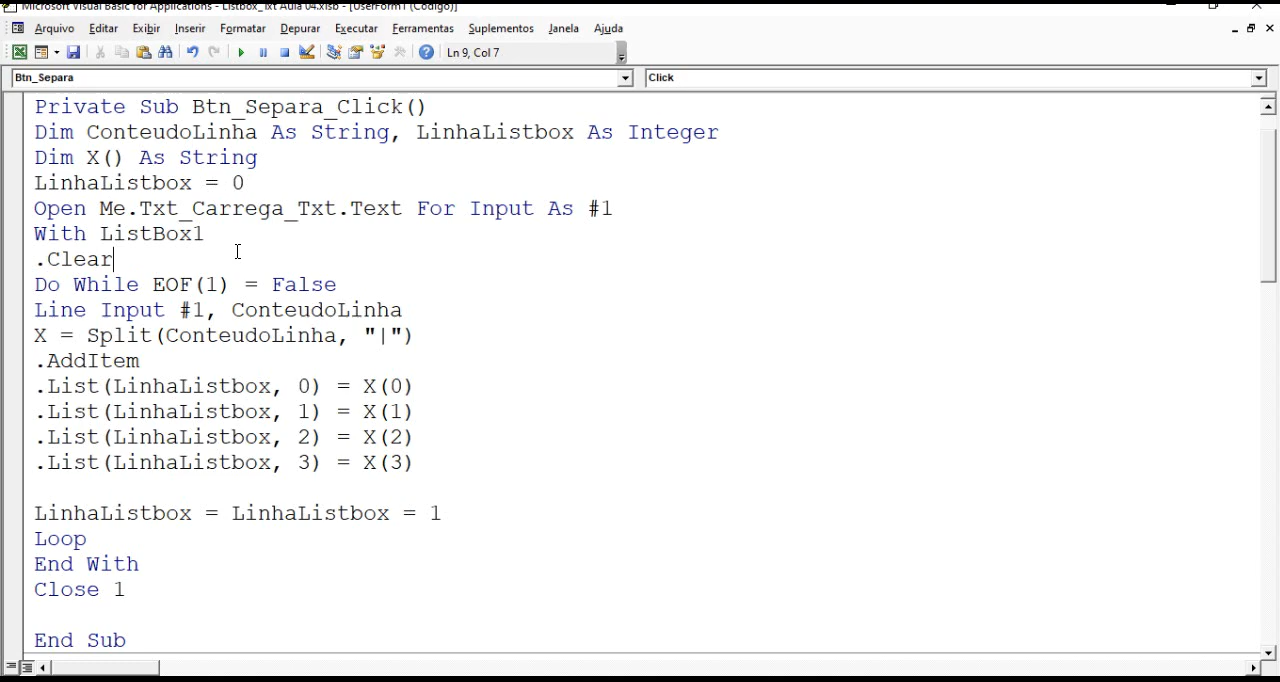 Microsoft Visual Basic for Applications - Listbox_Txt Aula 04.xlsb - [UserForm1 (Código)]
Arquivo Editar Exibir Inserir Formatar Depurar Executar Ferramentas Suplementos Janela Ajuda
Ln 9, Col 7
Btn_Separa Click
Private Sub Btn_Separa_Click()
Dim ConteudoLinha As String, LinhaListbox As Integer
Dim X() As String
LinhaListbox = 0
Open Me.Txt_Carrega_Txt.Text For Input As #1
With ListBox1
.Clear
Do While EOF(1) = False
Line Input #1, ConteudoLinha
X = Split(ConteudoLinha, "|")
.AddItem
.List(LinhaListbox, 0) = X(0)
.List(LinhaListbox, 1) = X(1)
.List(LinhaListbox, 2) = X(2)
.List(LinhaListbox, 3) = X(3)
LinhaListbox = LinhaListbox = 1
Loop
End With
Close 1
End Sub